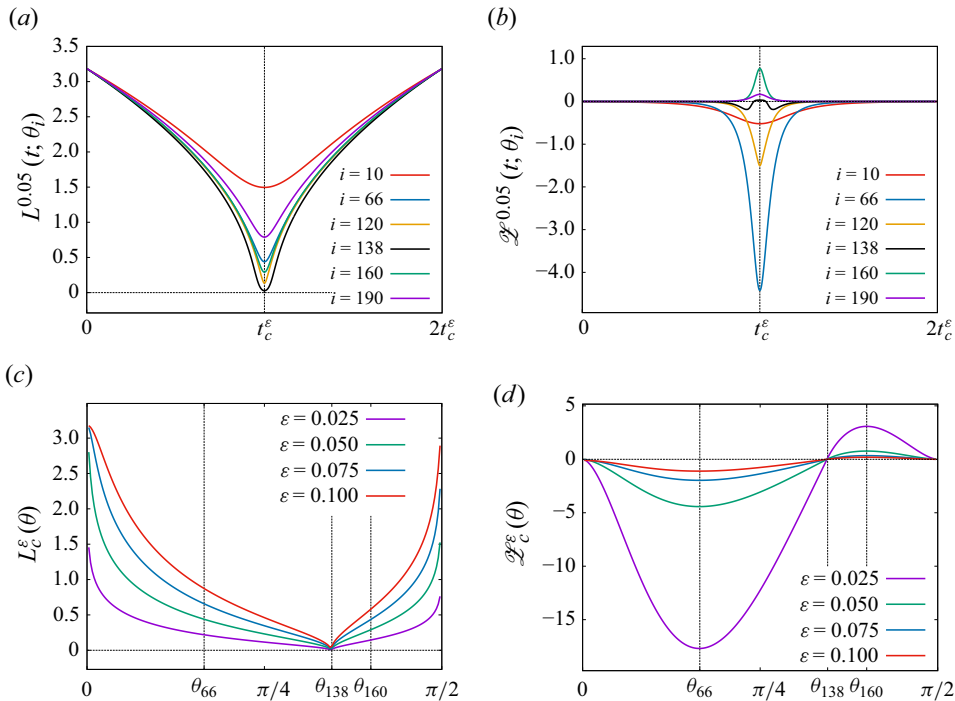 (a)
L^0.05 (t; θ_i)
3.5
3.0
2.5
2.0
1.5
1.0
0.5
0
i = 10
i = 66
i = 120
i = 138
i = 160
i = 190
0
t_c^ε
2t_c^ε
(b)
ℒ^0.05 (t; θ_i)
1.0
0
−1.0
−2.0
−3.0
−4.0
i = 10
i = 66
i = 120
i = 138
i = 160
i = 190
0
t_c^ε
2t_c^ε
(c)
L_c^ε (θ)
3.0
2.5
2.0
1.5
1.0
0.5
0
ε = 0.025
ε = 0.050
ε = 0.075
ε = 0.100
0
θ_66
π/4
θ_138
θ_160
π/2
(d)
ℒ_c^ε (θ)
5
0
−5
−10
−15
ε = 0.025
ε = 0.050
ε = 0.075
ε = 0.100
0
θ_66
π/4
θ_138
θ_160
π/2